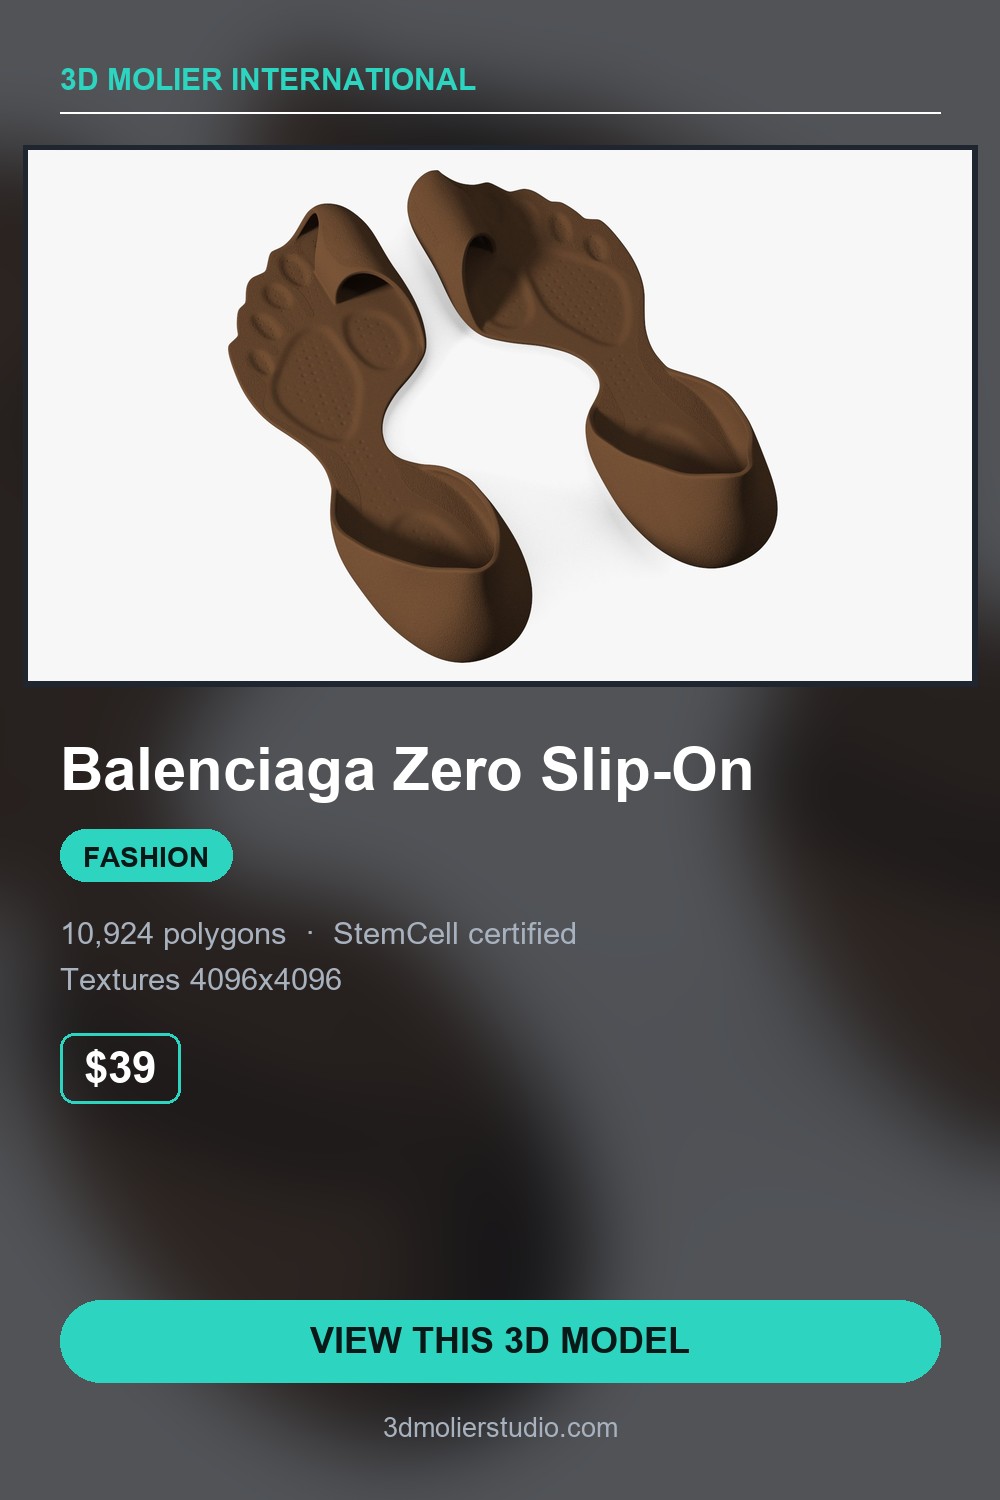 3D MOLIER INTERNATIONAL
Balenciaga Zero Slip-On
FASHION
10,924 polygons · StemCell certified
Textures 4096x4096
$39
VIEW THIS 3D MODEL
3dmolierstudio.com